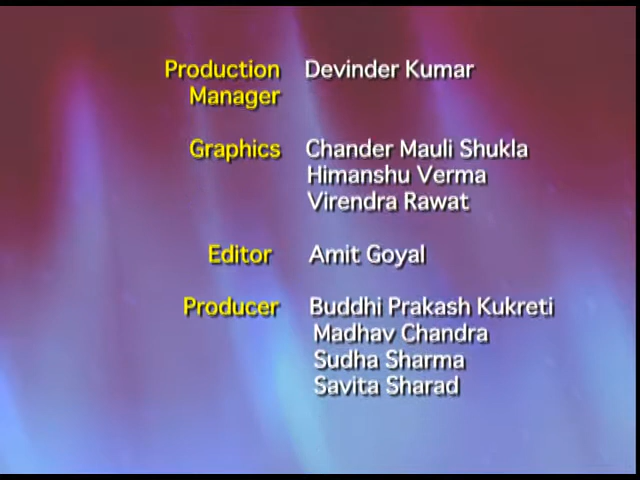 Production Devinder Kumar
Manager
Graphics Chander Mauli Shukla
Himanshu Verma
Virendra Rawat
Editor Amit Goyal
Producer Buddhi Prakash Kukreti
Madhav Chandra
Sudha Sharma
Savita Sharad